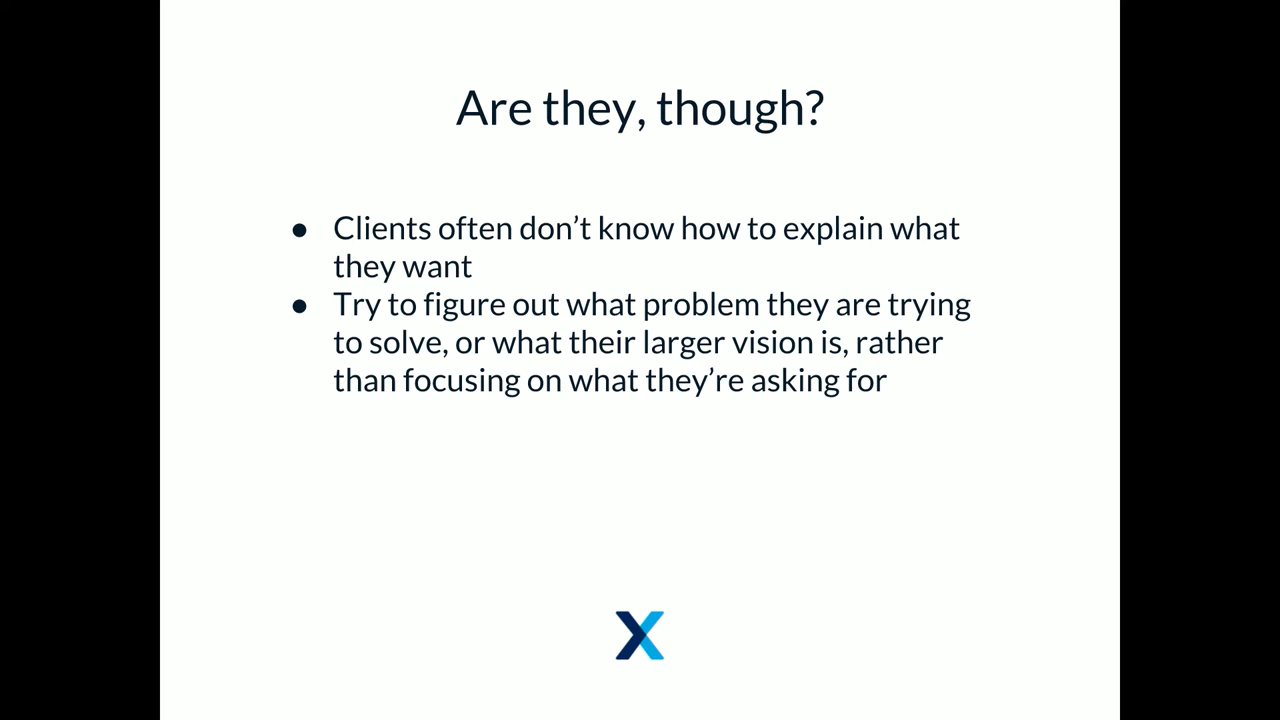 Are they, though?
● Clients often don’t know how to explain what
they want
● Try to figure out what problem they are trying
to solve, or what their larger vision is, rather
than focusing on what they’re asking for